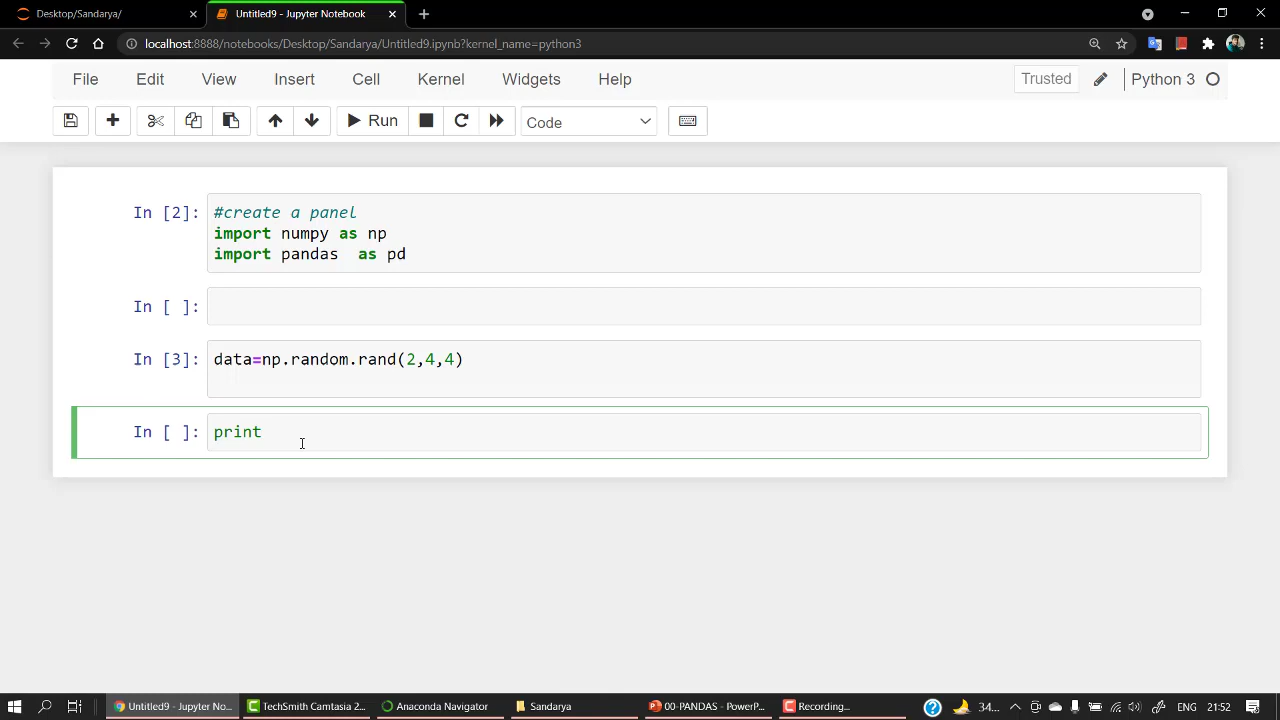 Desktop/Sandarya/
Untitled9 - Jupyter Notebook
localhost:8888/notebooks/Desktop/Sandarya/Untitled9.ipynb?kernel_name=python3
File Edit View Insert Cell Kernel Widgets Help Trusted Python 3
Run Code
In [2]: #create a panel
import numpy as np
import pandas  as pd
In [ ]:
In [3]: data=np.random.rand(2,4,4)
In [ ]: print
Untitled9 - Jupyter No... TechSmith Camtasia 2... Anaconda Navigator Sandarya 00-PANDAS - PowerP... Recording... 34... ENG 21:52